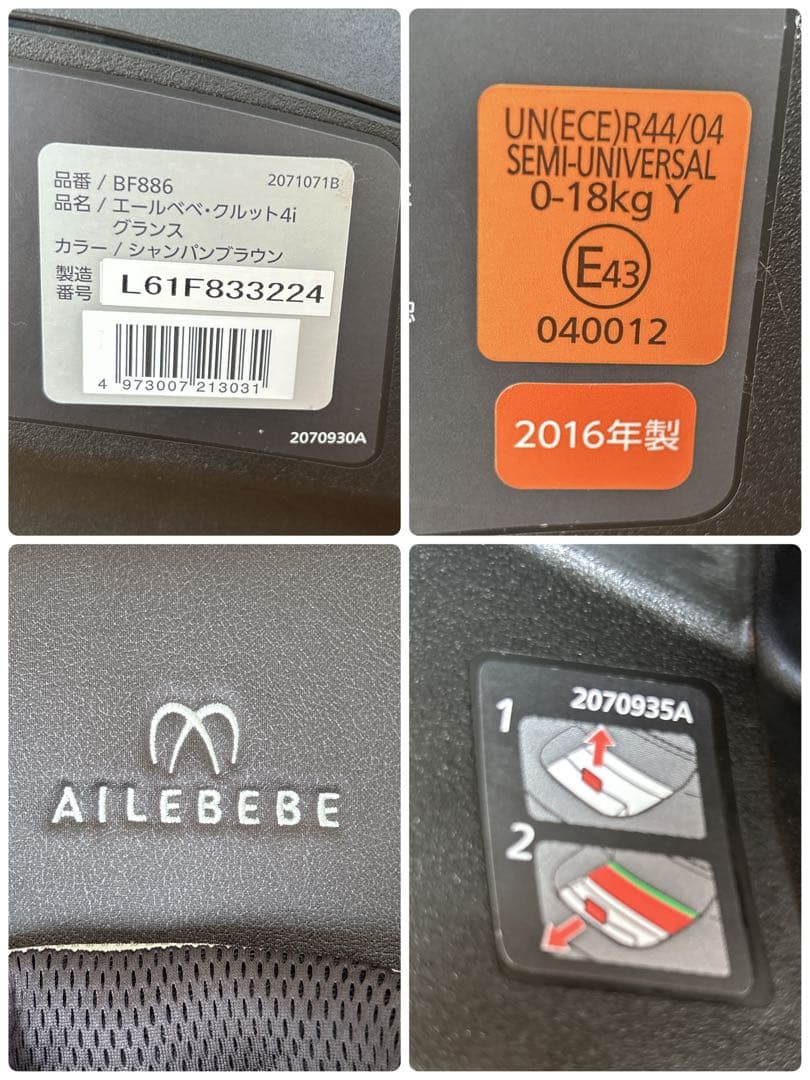 品番 / BF886
2071071B
品名 / エールベベ・クルット4i
グランス
カラー / シャンパンブラウン
製造
番号
L61F833224
4 973007 213031
2070930A
UN(ECE)R44/04
SEMI-UNIVERSAL
0-18kg Y
E43
040012
2016年製
AILEBEBE
1
2070935A
2